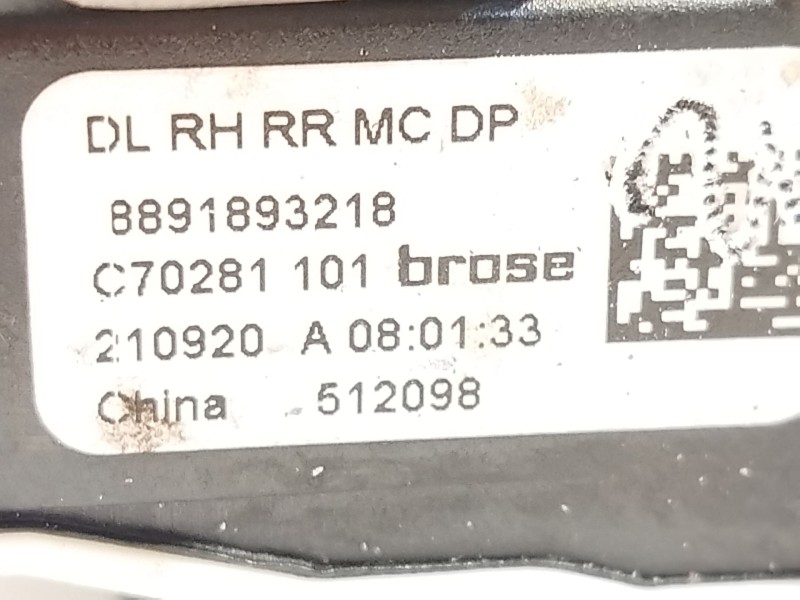 DL RH RR MC DP
8891893218
C70281 101 brose
210920 A 08:01:33
China 512098